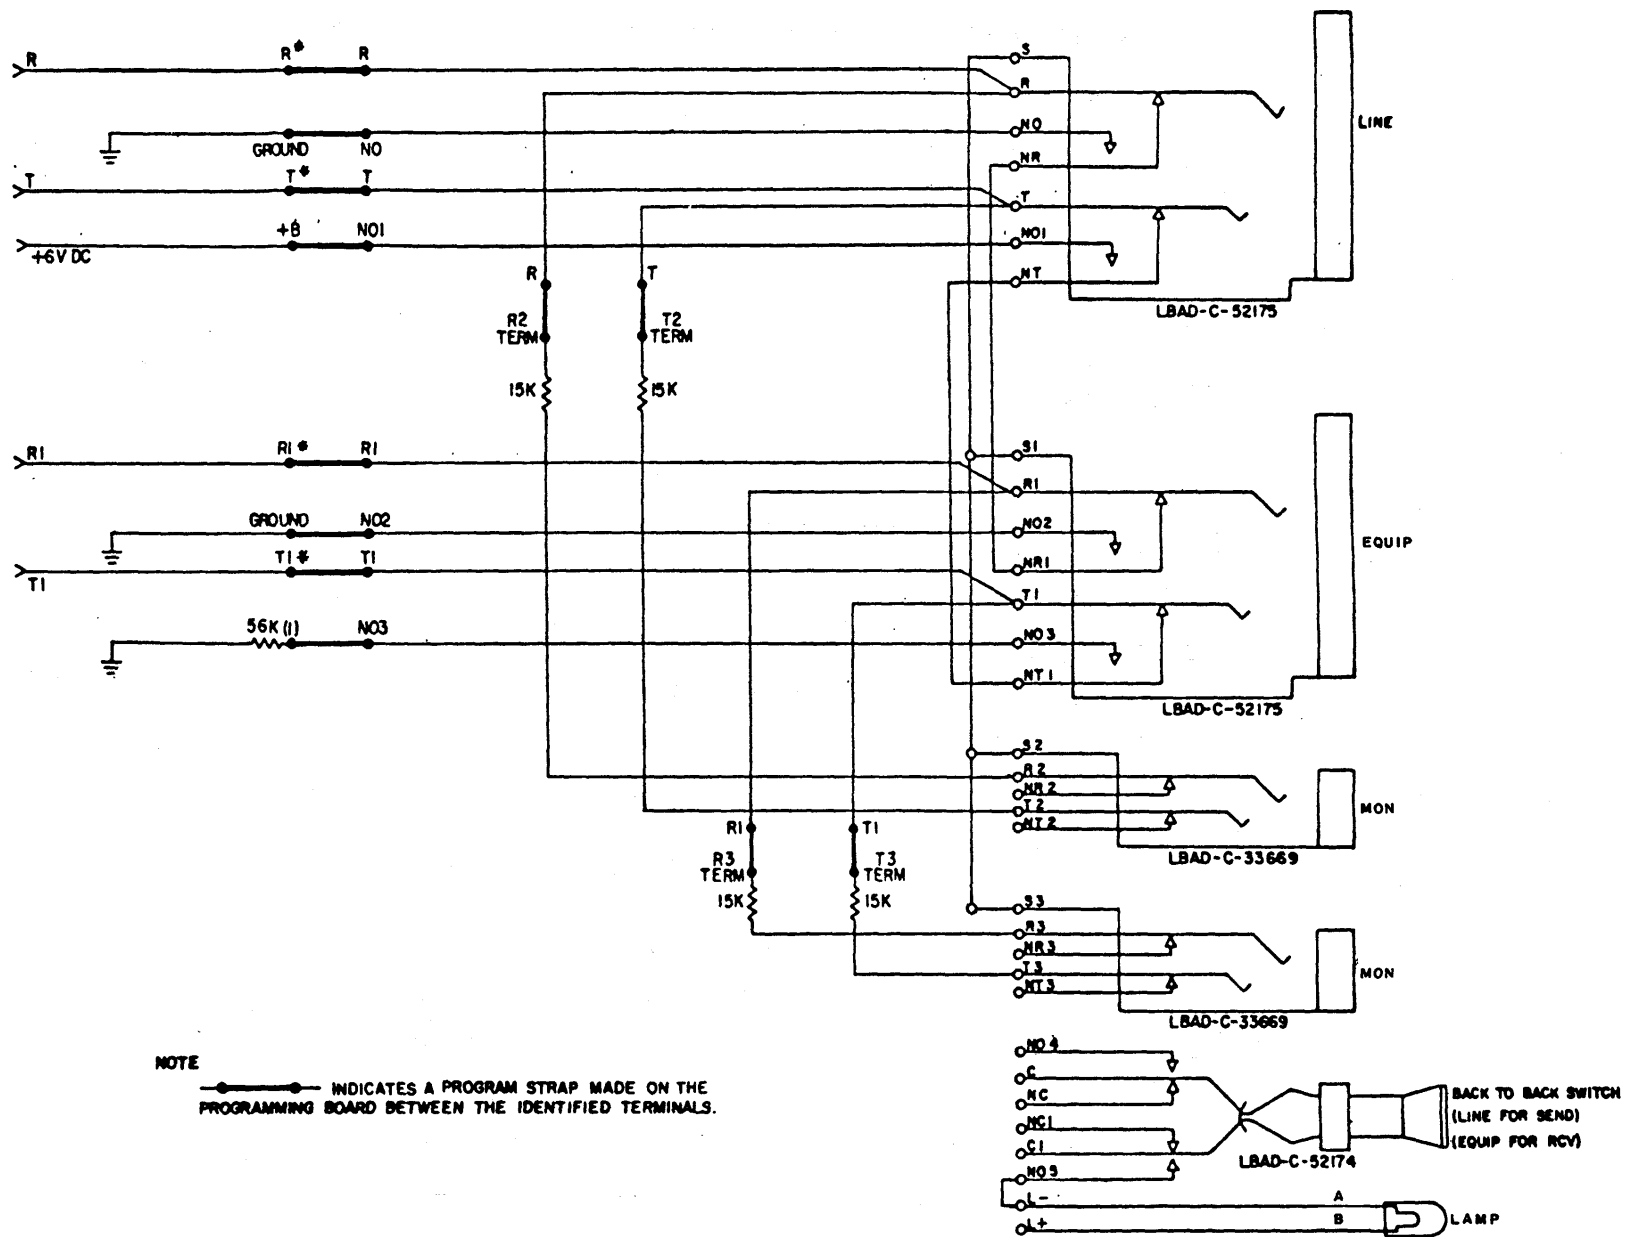 R
R* R
GROUND NO
T
T* T
+6V DC
+B NO1
R T
R2 TERM
T2 TERM
15K 15K
S
R
NO
NR
T
NO1
NT
LBAD-C-52175
LINE
R1
R1* R1
GROUND NO2
T1
T1* T1
56K (1) NO3
S1
R1
NO2
NR1
T1
NO3
NT1
LBAD-C-52175
EQUIP
S2
R2
NR2
T2
NT2
LBAD-C-33669
MON
R1 T1
R3 TERM
T3 TERM
15K 15K
S3
R3
NR3
T3
NT3
LBAD-C-33669
MON
NOTE
INDICATES A PROGRAM STRAP MADE ON THE
PROGRAMMING BOARD BETWEEN THE IDENTIFIED TERMINALS.
NO4
C
NC
NC1
C1
NO5
L-
L+
BACK TO BACK SWITCH
(LINE FOR SEND)
(EQUIP FOR RCV)
LBAD-C-52174
A
B
LAMP